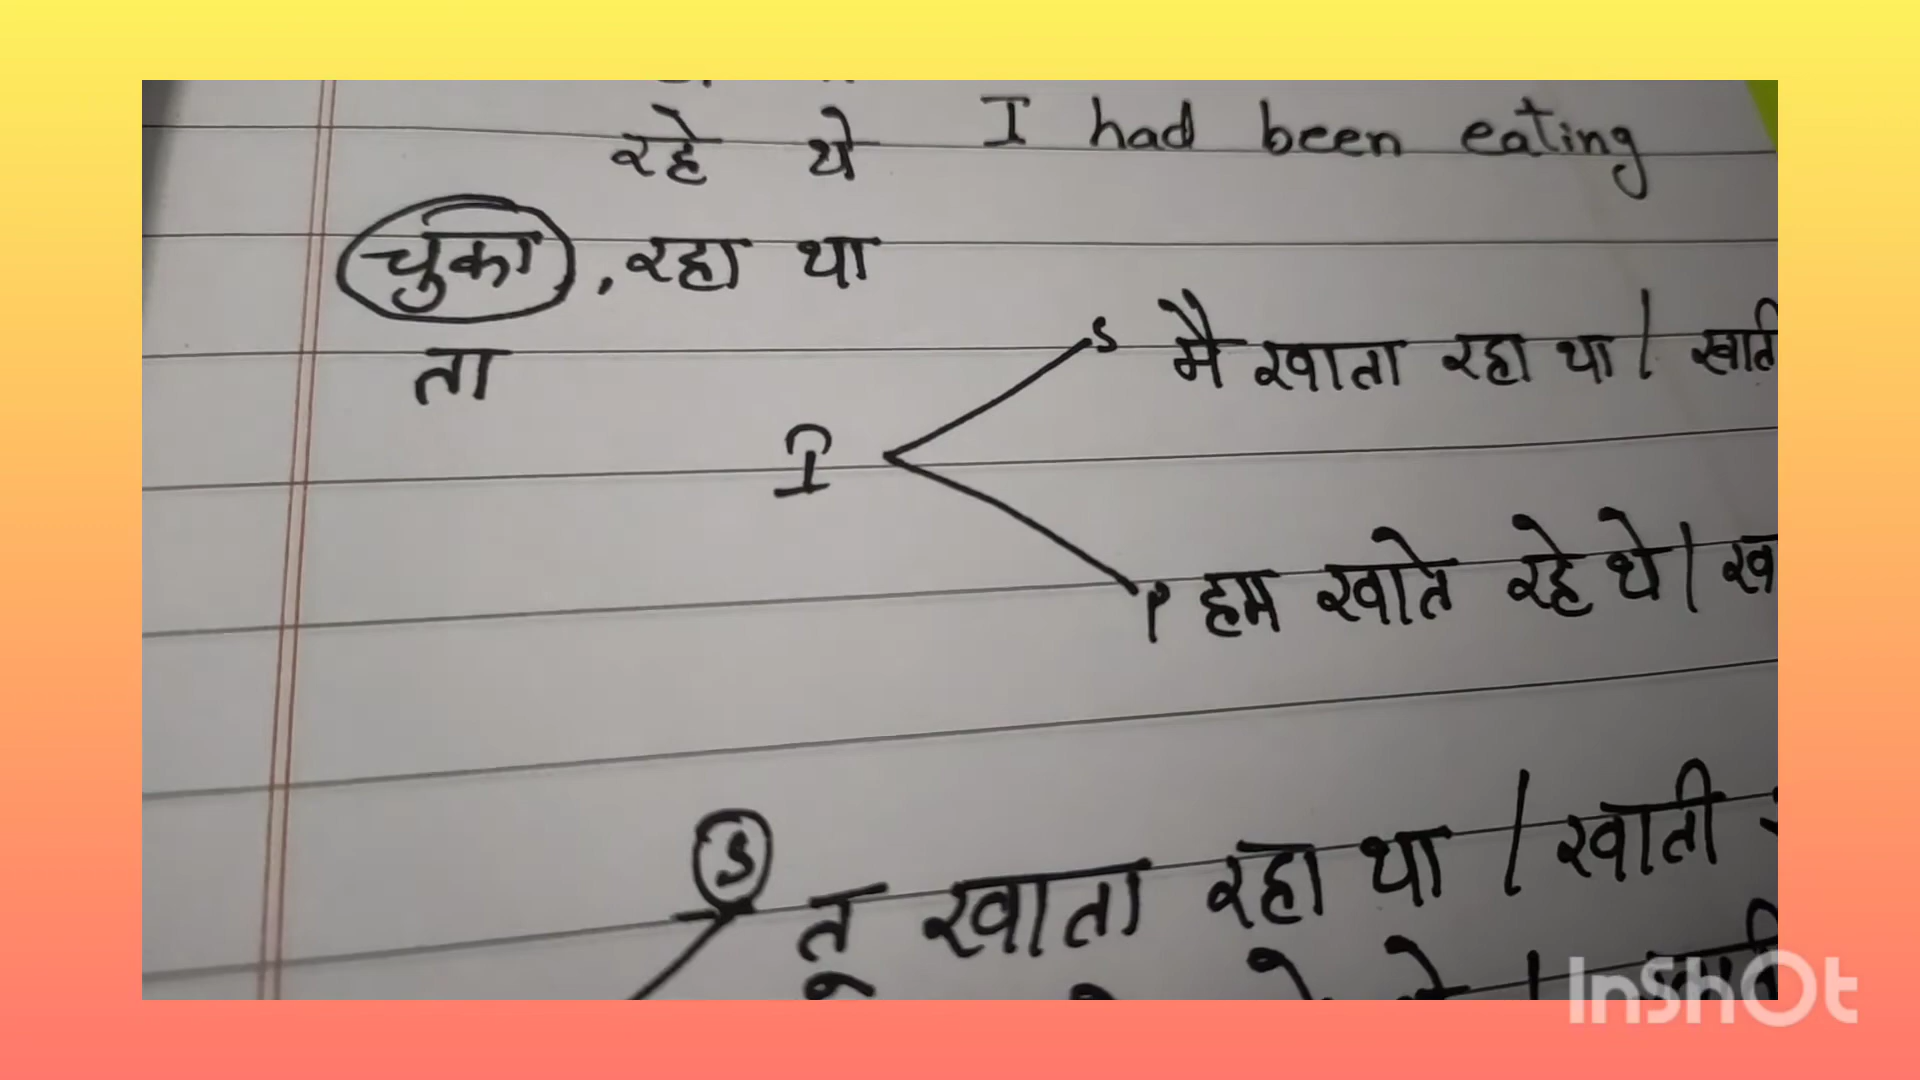 रहे थे I had been eating
चुका, रहा था
ता
S मै खाता रहा था / खाती
I
P हम खाते रहे थे / खा
S
तू खाता रहा था / खाती
InShOt